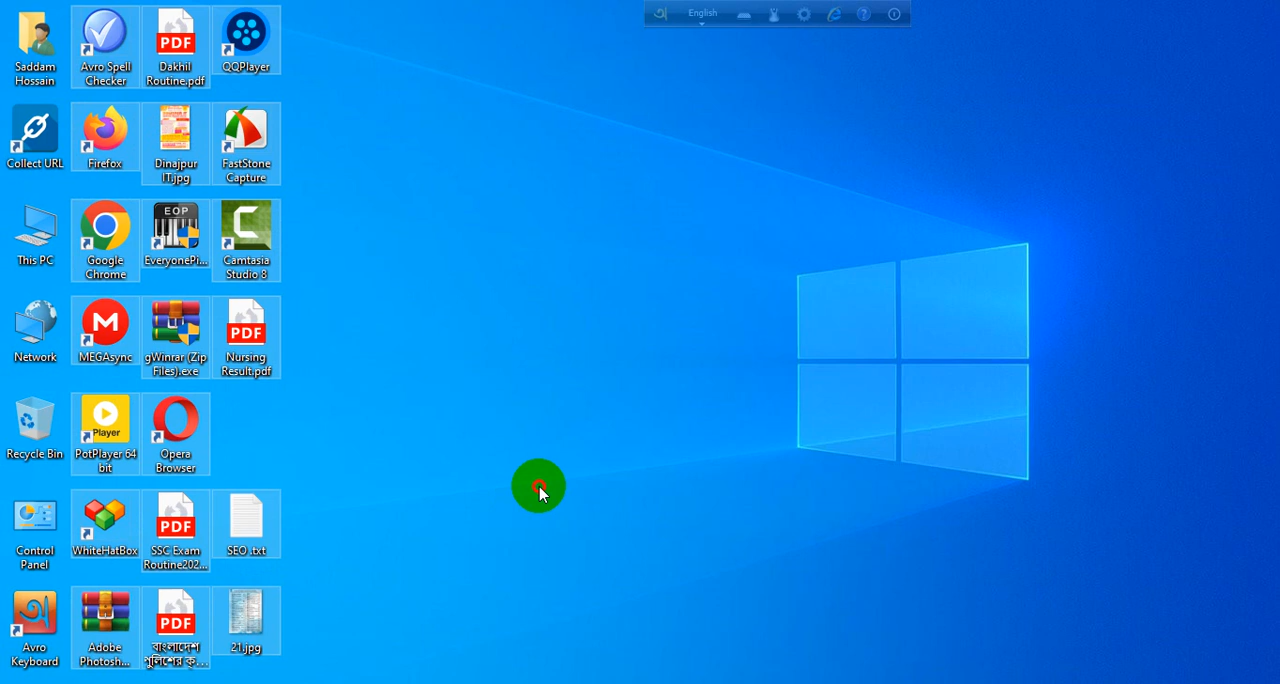 English
Saddam
Hossain
Avro Spell
Checker
PDF
Dakhil
Routine.pdf
QQPlayer
Collect URL
Firefox
Dinajpur
IT.jpg
FastStone
Capture
This PC
Google
Chrome
EOP
EveryonePi...
Camtasia
Studio 8
Network
MEGAsync
gWinrar (Zip
Files).exe
PDF
Nursing
Result.pdf
Recycle Bin
Player
PotPlayer 64
bit
Opera
Browser
Control
Panel
WhiteHatBox
PDF
SSC Exam
Routine202...
SEO .txt
Avro
Keyboard
Adobe
Photosh...
PDF
বাংলাদেশ
পুলিশের ক্...
21.jpg